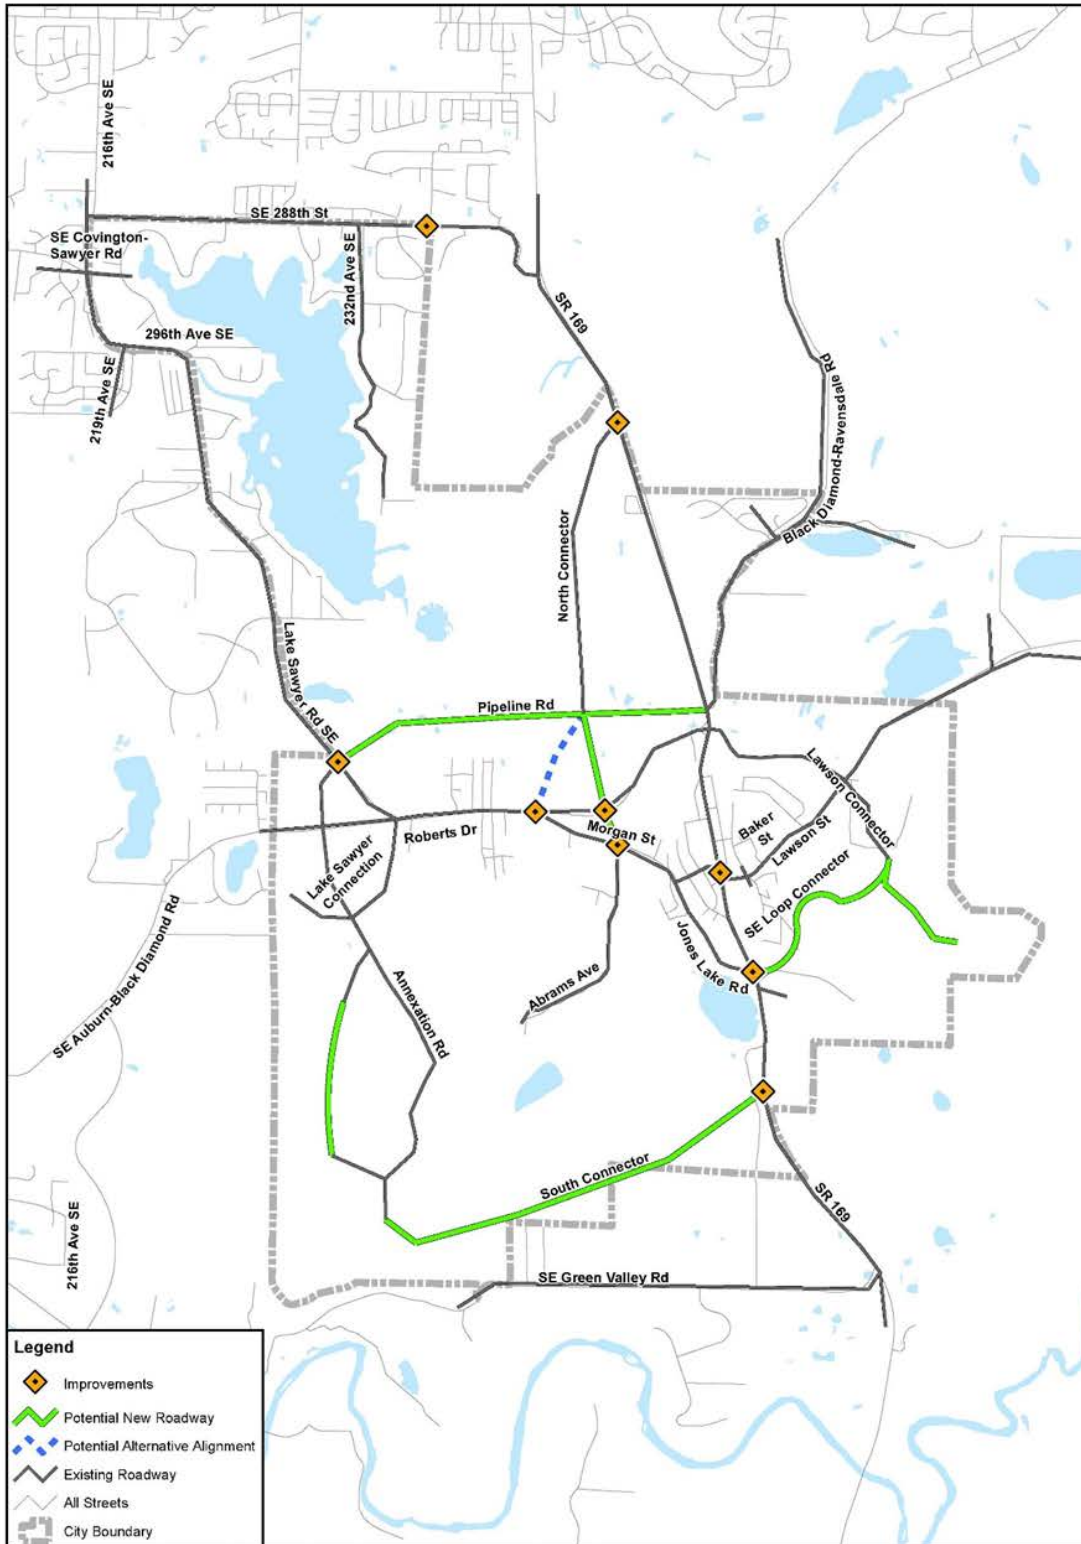 216th Ave SE
SE 288th St
SE Covington-
Sawyer Rd
232nd Ave SE
SR 169
296th Ave SE
219th Ave SE
Black Diamond-Ravensdale Rd
North Connector
Lake Sawyer Rd SE
Pipeline Rd
Lawson Connector
Roberts Dr
Morgan St
Baker
St
Lawson St
Lake Sawyer
Connection
SE Loop Connector
SE Auburn-Black Diamond Rd
Jones Lake Rd
Abrams Ave
Annexation Rd
South Connector
SR 169
216th Ave SE
SE Green Valley Rd
Legend
Improvements
Potential New Roadway
Potential Alternative Alignment
Existing Roadway
All Streets
City Boundary